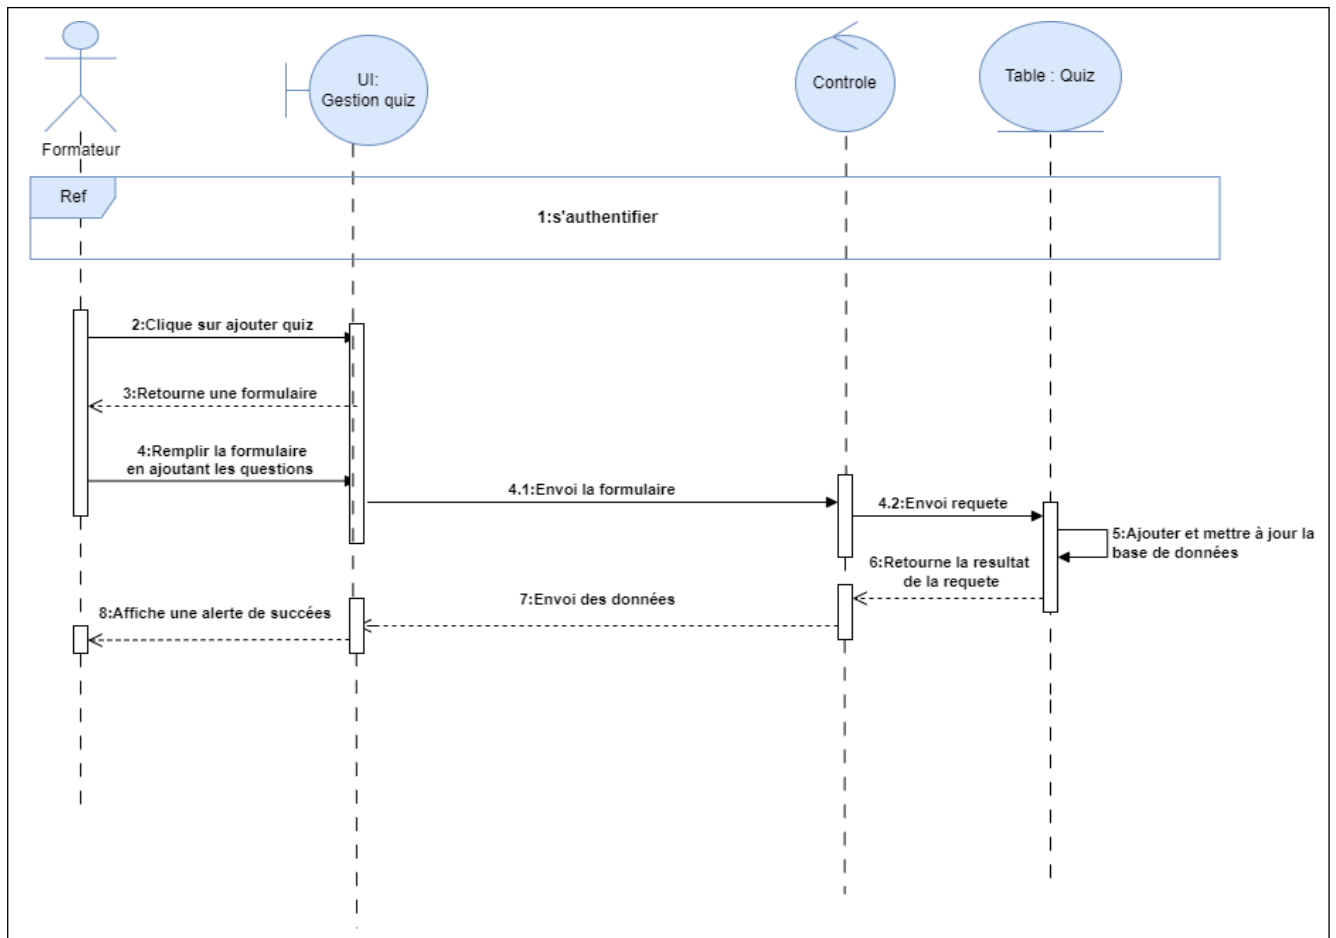 UI:
Gestion quiz
Controle
Table : Quiz
Formateur
Ref
1:s'authentifier
2:Clique sur ajouter quiz
3:Retourne une formulaire
4:Remplir la formulaire
en ajoutant les questions
4.1:Envoi la formulaire
4.2:Envoi requete
5:Ajouter et mettre à jour la
base de données
6:Retourne la resultat
de la requete
7:Envoi des données
8:Affiche une alerte de succées